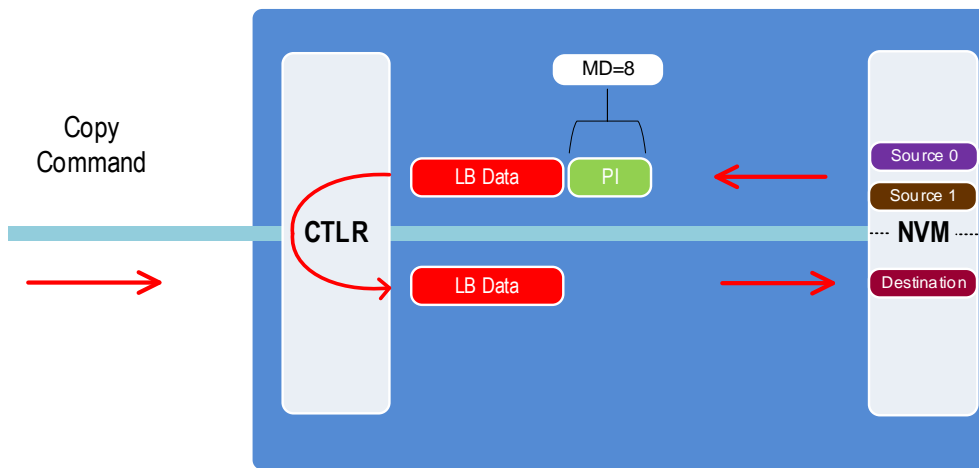 MD=8
Copy
Command
LB Data
PI
Source 0
Source 1
CTLR
NVM
LB Data
Destination